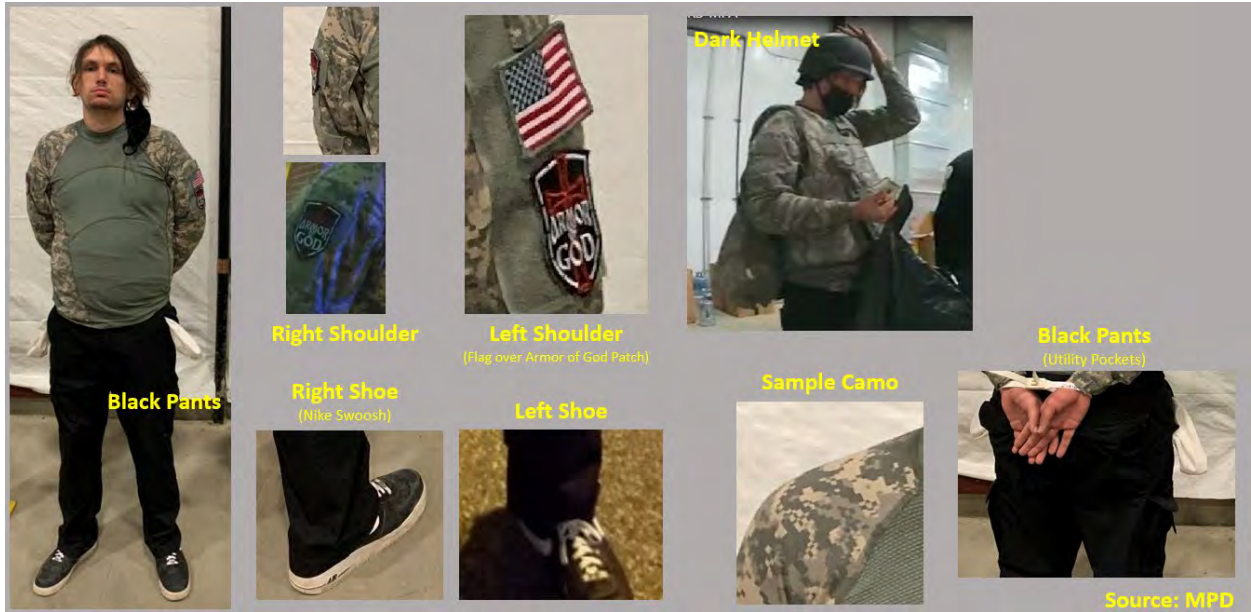 Dark Helmet
ARMOR
OF
GOD
ARMOR
OF
GOD
Right Shoulder
Left Shoulder
(Flag over Armor of God Patch)
Black Pants
(Utility Pockets)
Black Pants
Right Shoe
(Nike Swoosh)
Left Shoe
Sample Camo
Source: MPD